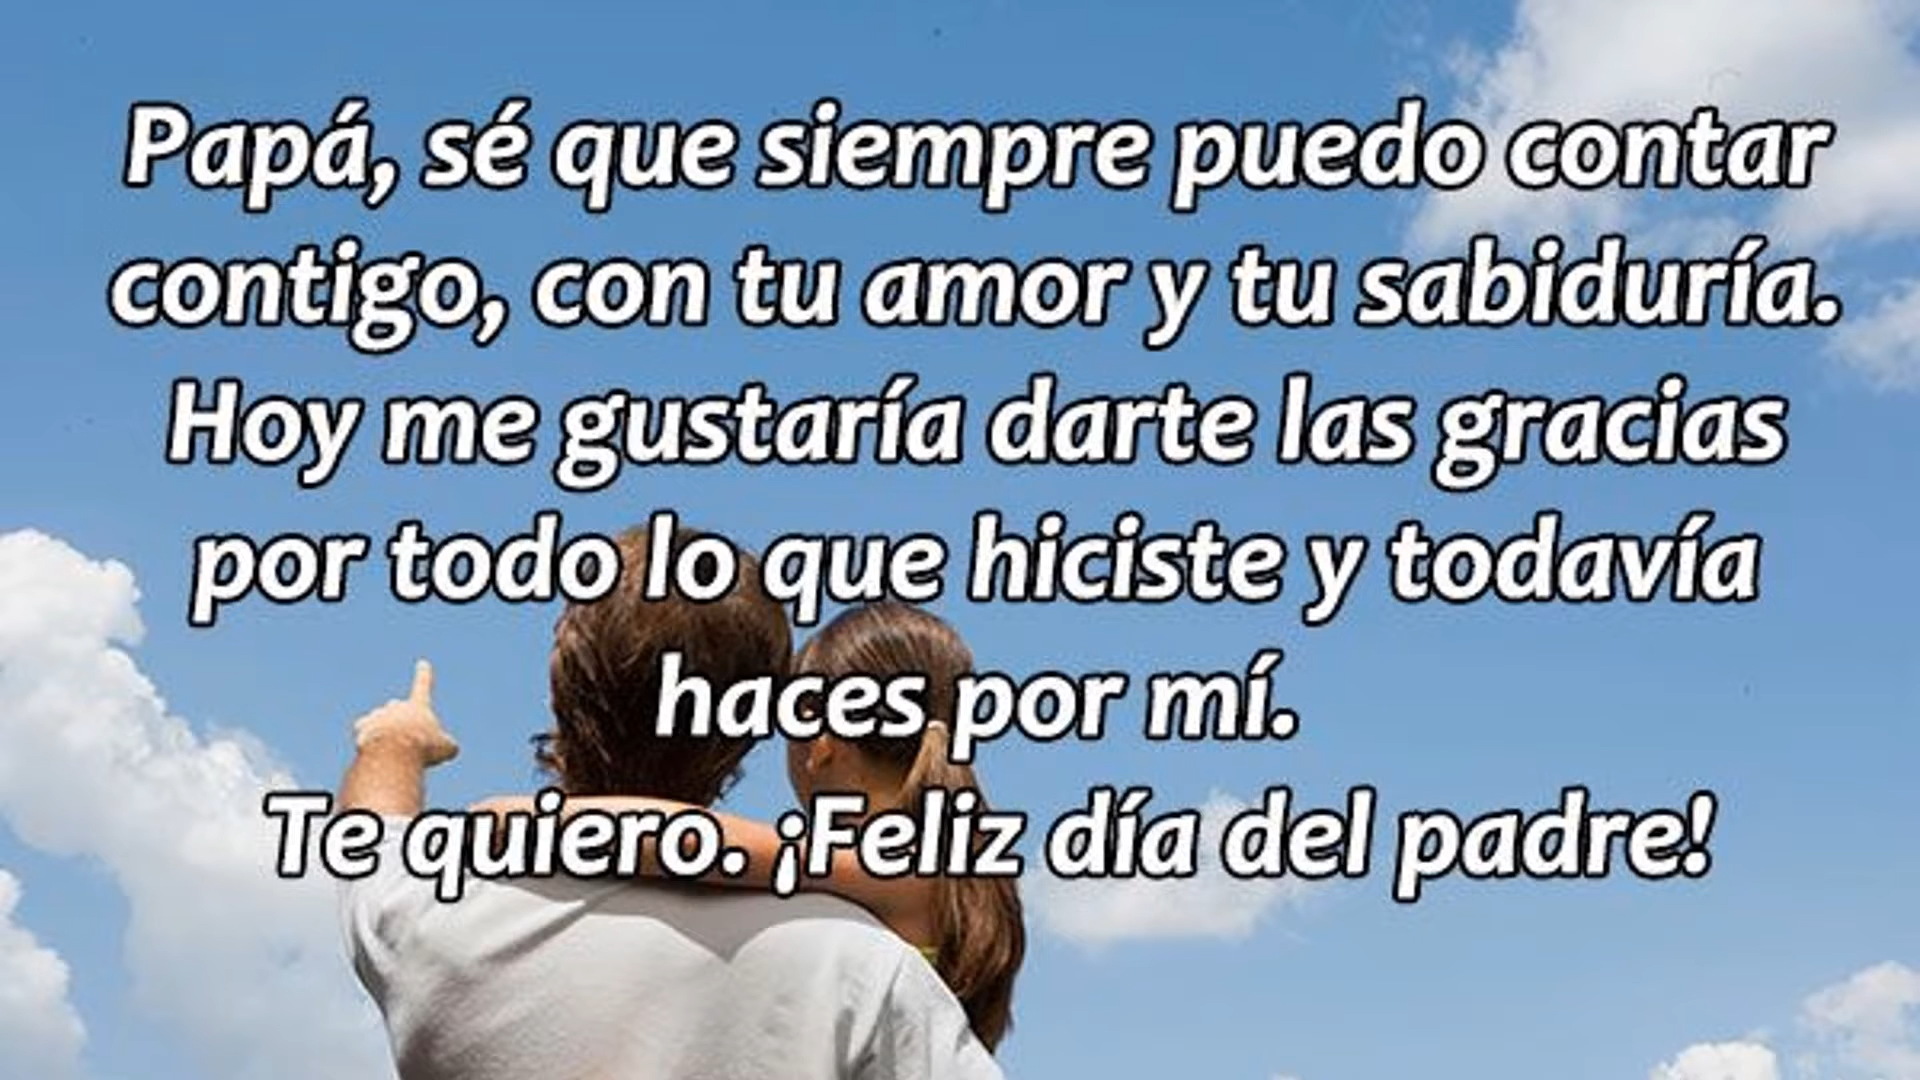 Papá, sé que siempre puedo contar
contigo, con tu amor y tu sabiduría.
Hoy me gustaría darte las gracias
por todo lo que hiciste y todavía
haces por mí.
Te quiero. ¡Feliz día del padre!